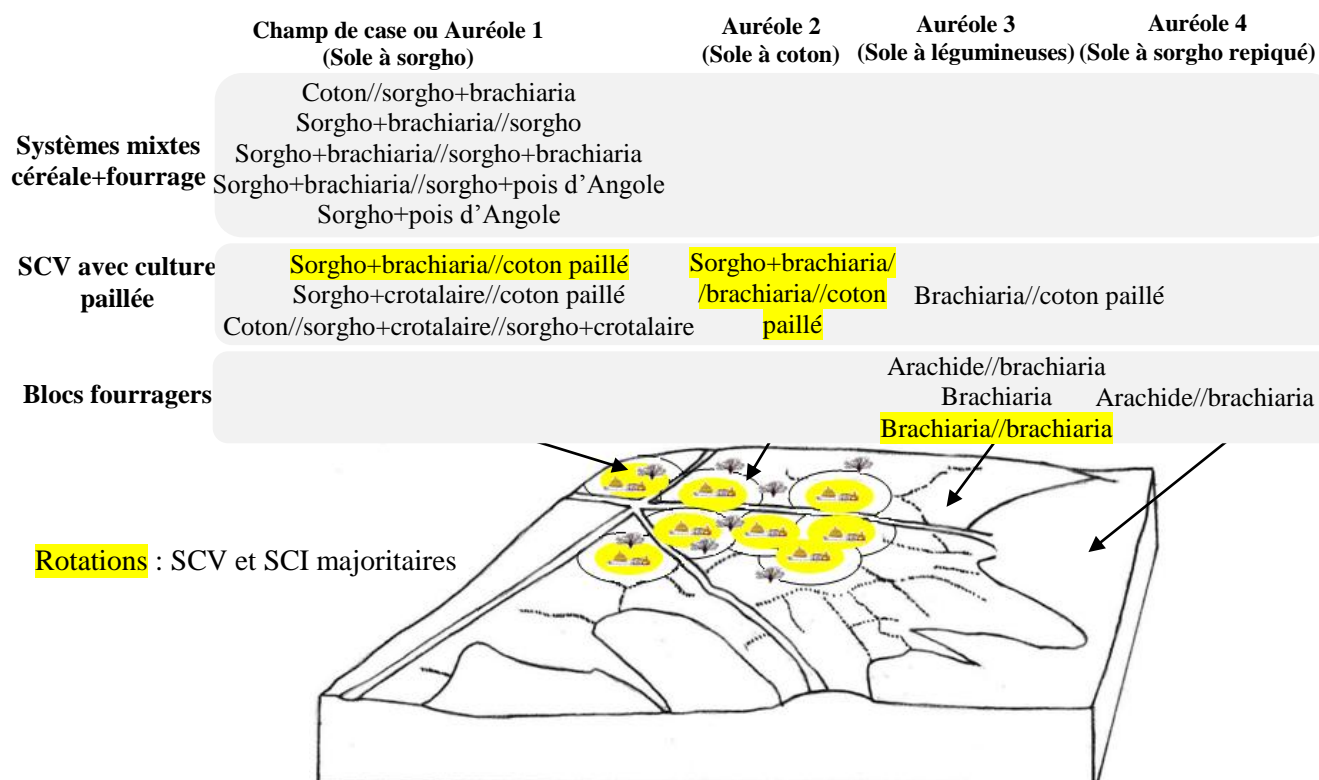 Champ de case ou Auréole 1
(Sole à sorgho)
Auréole 2
(Sole à coton)
Auréole 3
(Sole à légumineuses)
Auréole 4
(Sole à sorgho repiqué)
Systèmes mixtes
céréale+fourrage
Coton//sorgho+brachiaria
Sorgho+brachiaria//sorgho
Sorgho+brachiaria//sorgho+brachiaria
Sorgho+brachiaria//sorgho+pois d’Angole
Sorgho+pois d’Angole
SCV avec culture
paillée
Sorgho+brachiaria//coton paillé
Sorgho+crotalaire//coton paillé
Coton//sorgho+crotalaire//sorgho+crotalaire
Sorgho+brachiaria/
/brachiaria//coton
paillé
Brachiaria//coton paillé
Blocs fourragers
Arachide//brachiaria
Brachiaria
Brachiaria//brachiaria
Arachide//brachiaria
Rotations : SCV et SCI majoritaires